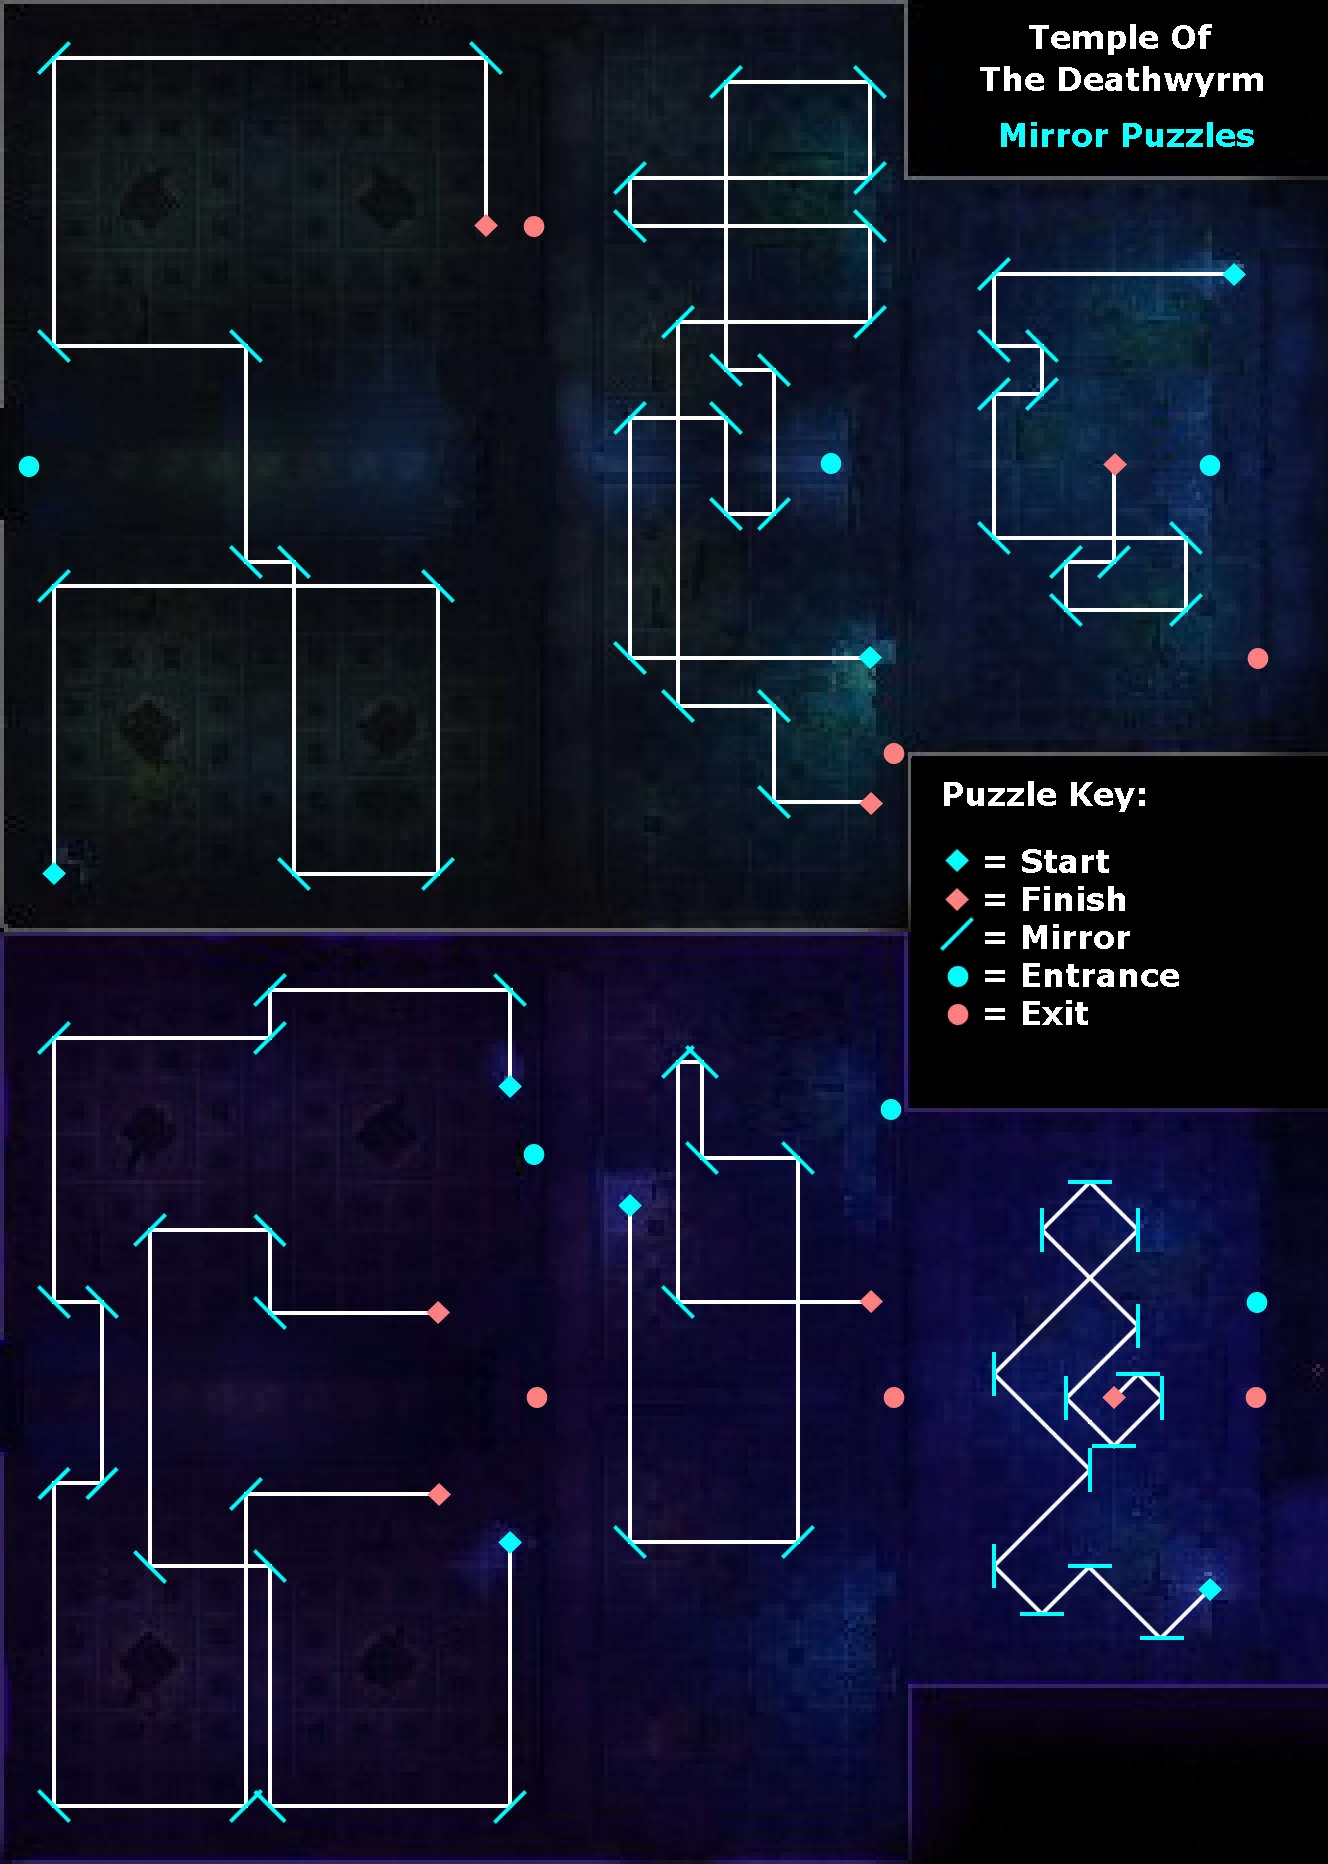 Temple Of
The Deathwyrm
Mirror Puzzles
Puzzle Key:
= Start
= Finish
= Mirror
= Entrance
= Exit